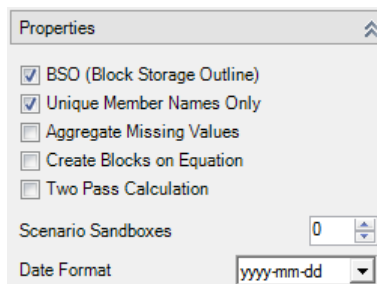 Properties
BSO (Block Storage Outline)
Unique Member Names Only
Aggregate Missing Values
Create Blocks on Equation
Two Pass Calculation
Scenario Sandboxes 0
Date Format yyyy-mm-dd